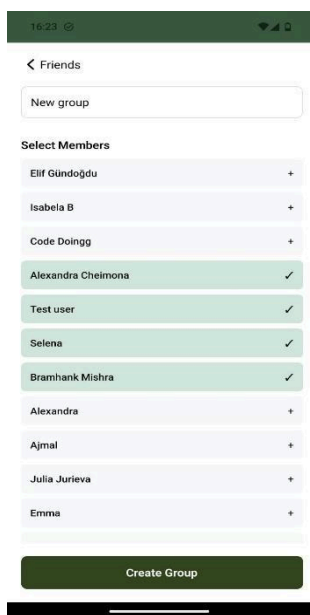 16:23
Friends
New group
Select Members
Elif Gündoğdu +
Isabela B +
Code Doingg +
Alexandra Cheimona ✓
Test user ✓
Selena ✓
Bramhank Mishra ✓
Alexandra +
Ajmal +
Julia Jurieva +
Emma +
Create Group